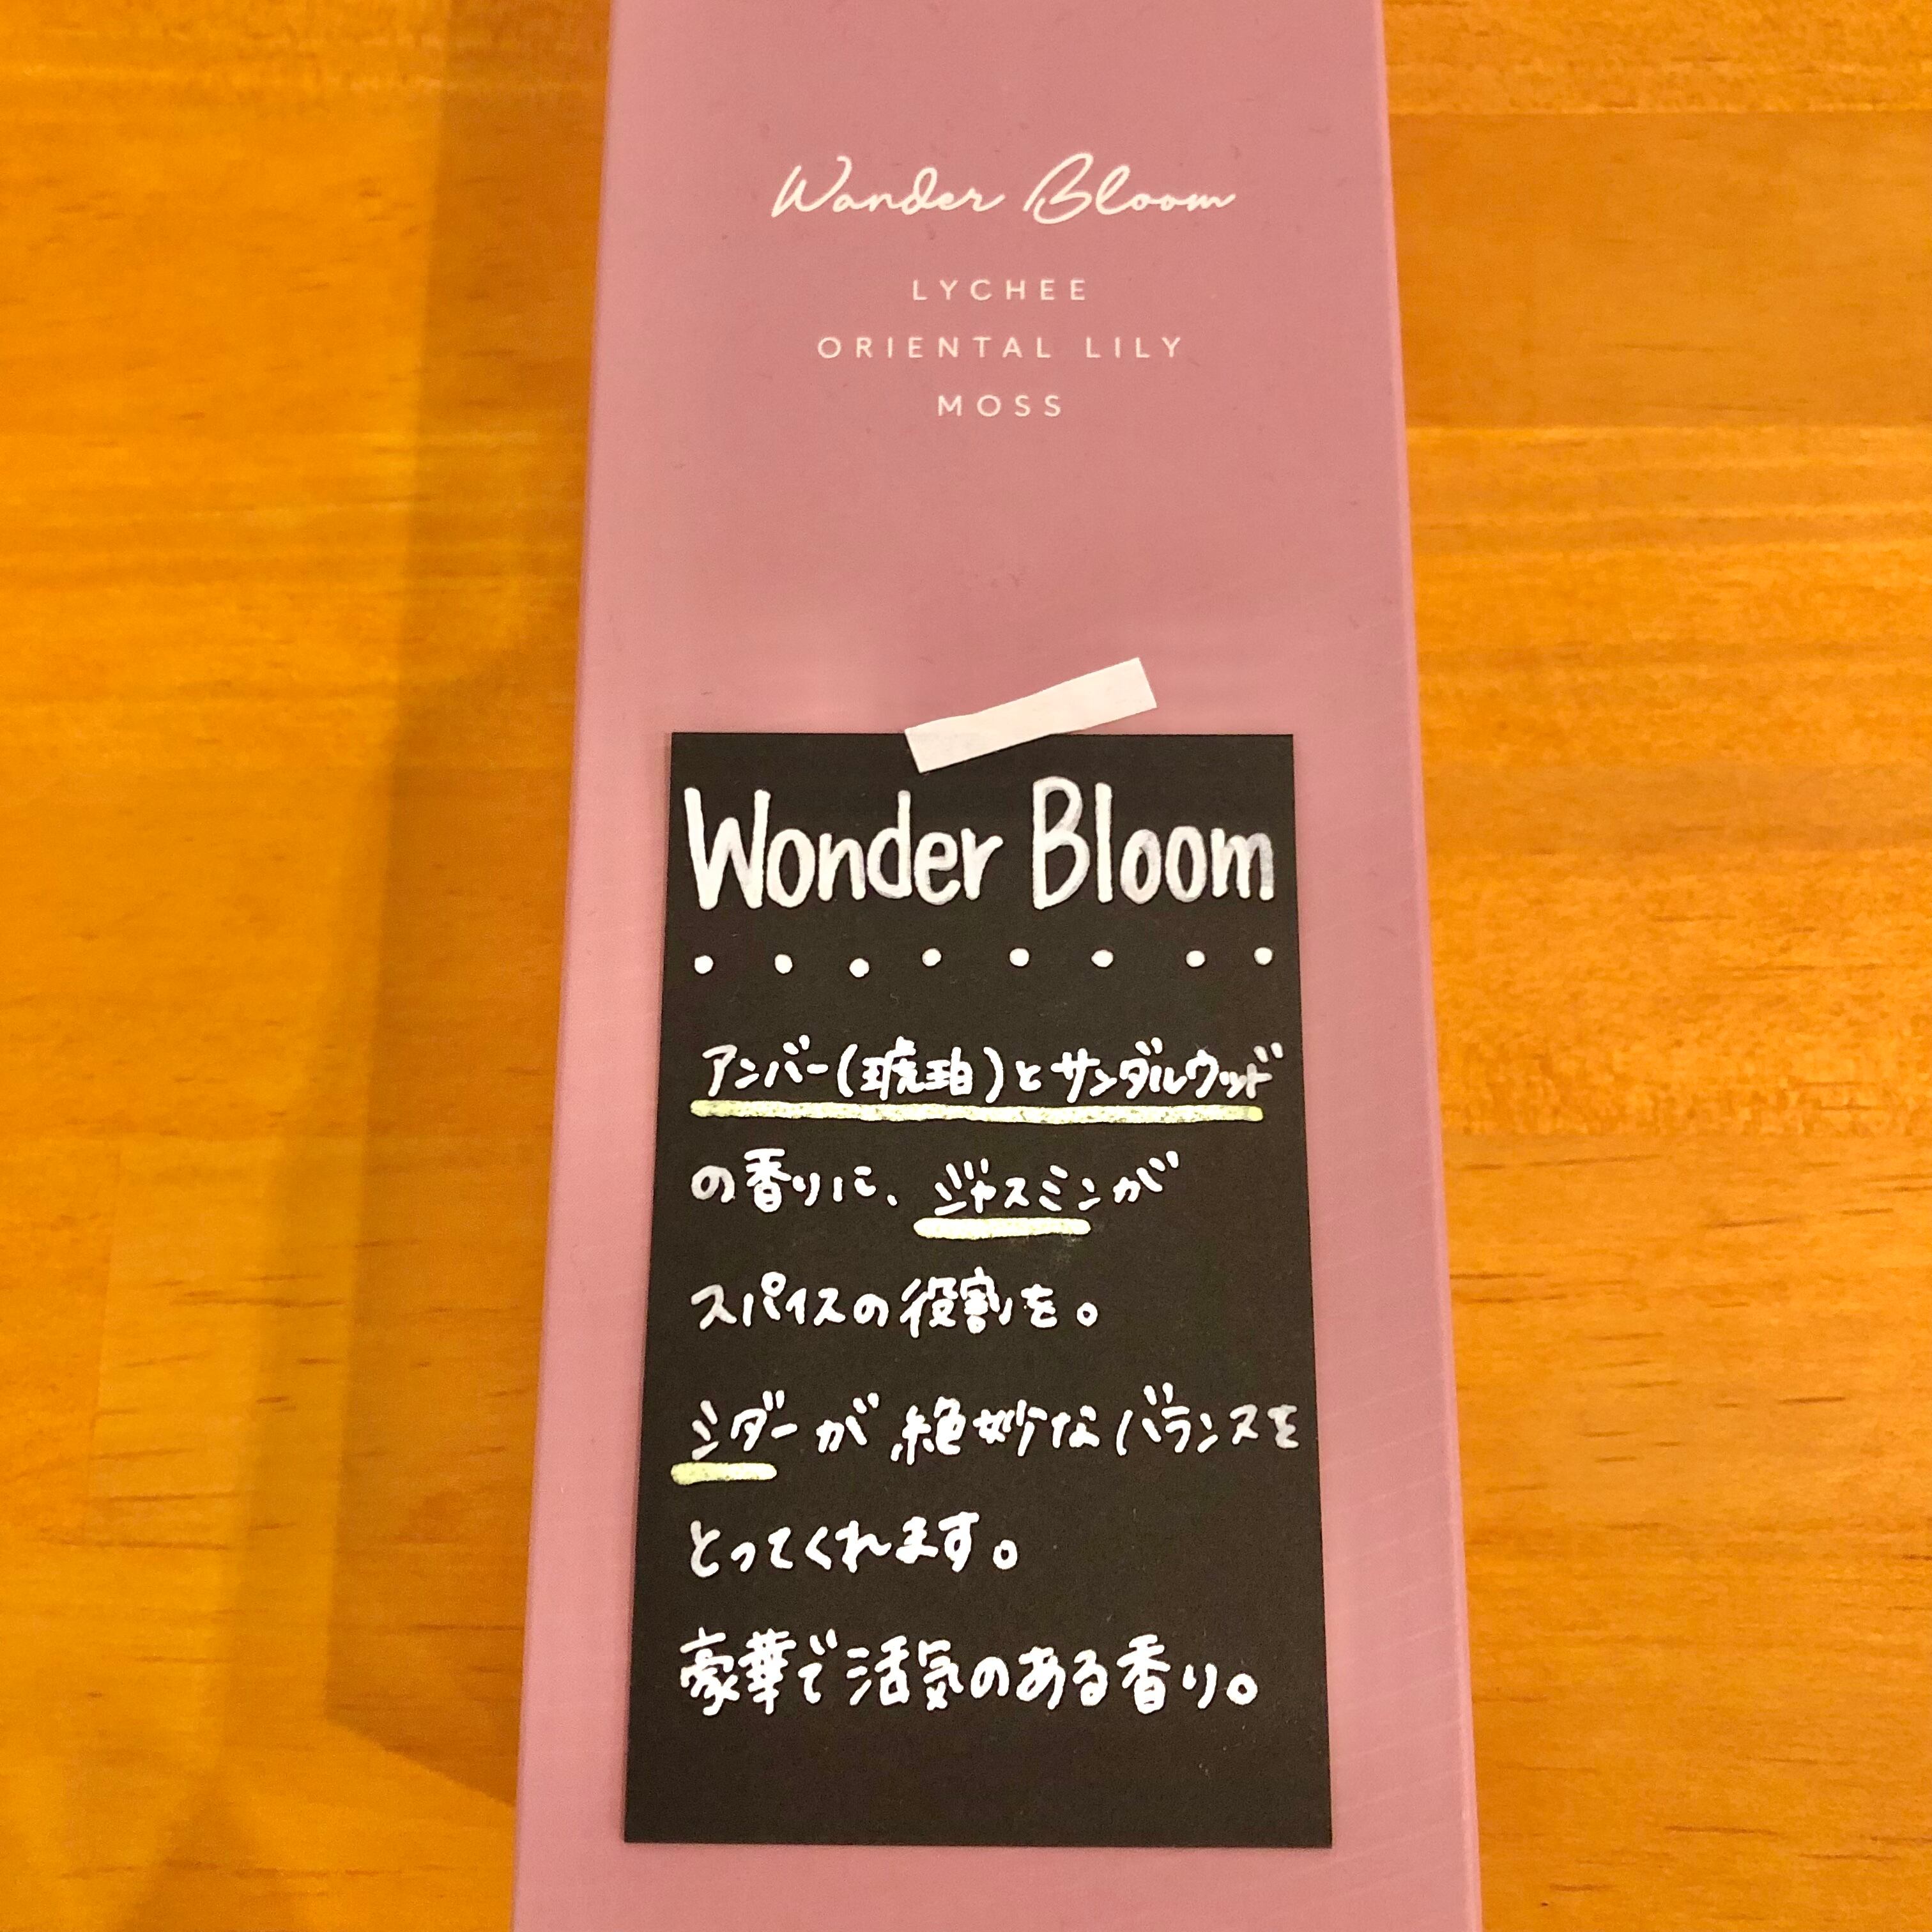 Wander Bloom
LYCHEE
ORIENTAL LILY
MOSS
Wonder Bloom
アンバー(琥珀)とサンダルウッド
の香りに、ジャスミンが
スパイスの役割を。
シダーが絶妙なバランスを
とってくれます。
豪華で活気のある香り。